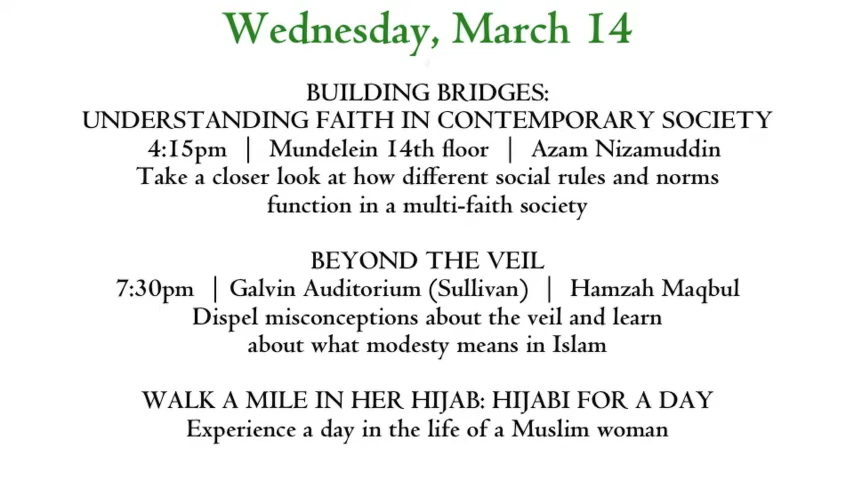 Wednesday, March 14
BUILDING BRIDGES:
UNDERSTANDING FAITH IN CONTEMPORARY SOCIETY
4:15pm | Mundelein 14th floor | Azam Nizamuddin
Take a closer look at how different social rules and norms
function in a multi-faith society
BEYOND THE VEIL
7:30pm | Galvin Auditorium (Sullivan) | Hamzah Maqbul
Dispel misconceptions about the veil and learn
about what modesty means in Islam
WALK A MILE IN HER HIJAB: HIJABI FOR A DAY
Experience a day in the life of a Muslim woman